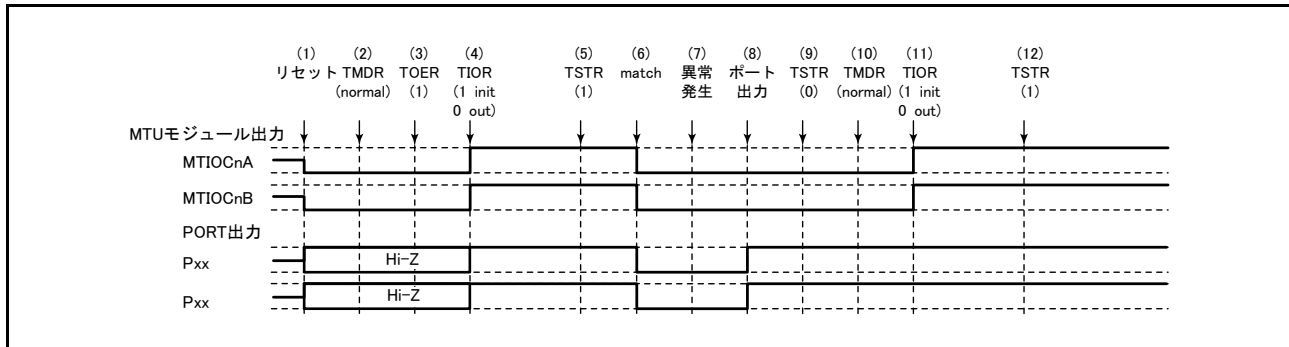 (1) (2) (3) (4) (5) (6) (7) (8) (9) (10) (11) (12)
リセット TMDR TOER TIOR TSTR match 異常 ポート TSTR TMDR TIOR TSTR
(normal) (1) (1 init (1) 発生 出力 (0) (normal) (1 init (1)
0 out) 0 out)
MTUモジュール出力
MTIOCnA
MTIOCnB
PORT出力
Pxx Hi-Z
Pxx Hi-Z